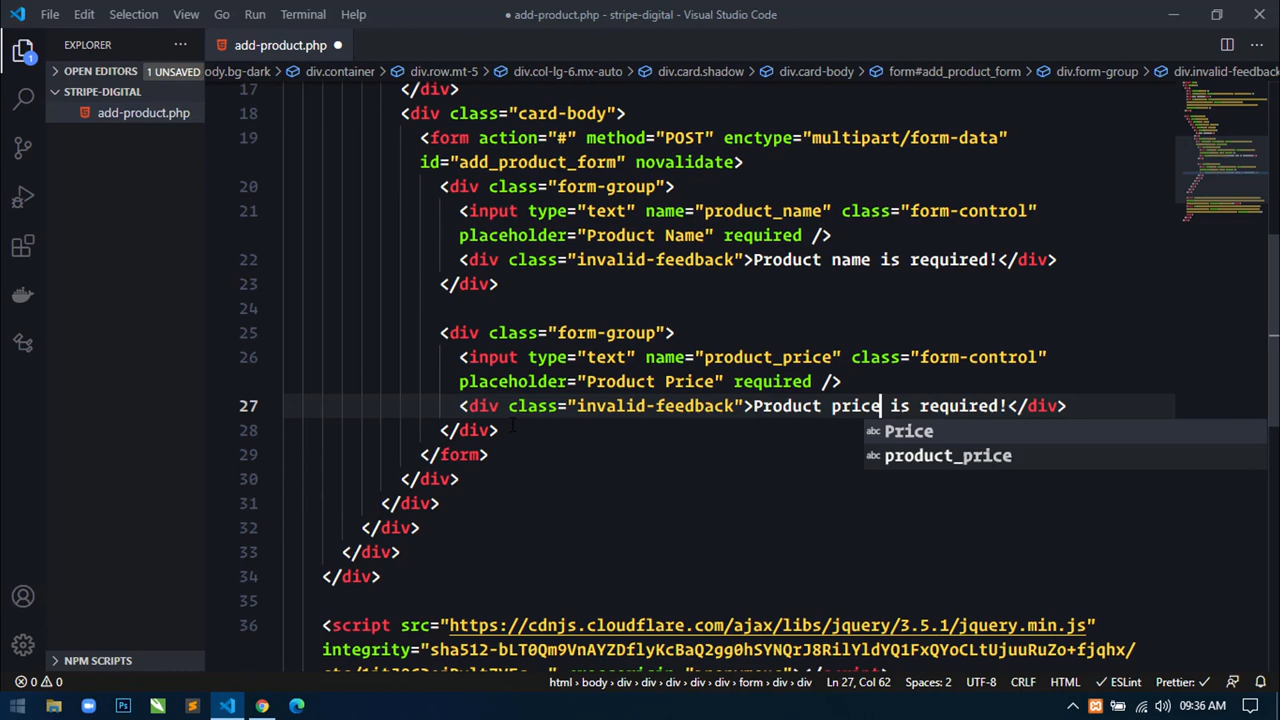 File Edit Selection View Go Run Terminal Help
● add-product.php - stripe-digital - Visual Studio Code
EXPLORER
add-product.php ●
OPEN EDITORS 1 UNSAVED
ody.bg-dark div.container div.row.mt-5 div.col-lg-6.mx-auto div.card.shadow div.card-body form#add_product_form div.form-group div.invalid-feedback
STRIPE-DIGITAL
add-product.php
17 </div>
18 <div class="card-body">
19 <form action="#" method="POST" enctype="multipart/form-data"
id="add_product_form" novalidate>
20 <div class="form-group">
21 <input type="text" name="product_name" class="form-control"
placeholder="Product Name" required />
22 <div class="invalid-feedback">Product name is required!</div>
23 </div>
24
25 <div class="form-group">
26 <input type="text" name="product_price" class="form-control"
placeholder="Product Price" required />
27 <div class="invalid-feedback">Product price is required!</div>
28 </div>
abc Price
29 </form>
abc product_price
30 </div>
31 </div>
32 </div>
33 </div>
34 </div>
35
36 <script src="https://cdnjs.cloudflare.com/ajax/libs/jquery/3.5.1/jquery.min.js"
integrity="sha512-bLT0Qm9VnAYZDflyKcBaQ2gg0hSYNQrJ8RilYldYQ1FxQYoCLtUjuuRuZo+fjqhx/
NPM SCRIPTS
0 0 html › body › div › div › div › div › div › form › div › div Ln 27, Col 62 Spaces: 2 UTF-8 CRLF HTML ESLint Prettier: ✓
09:36 AM